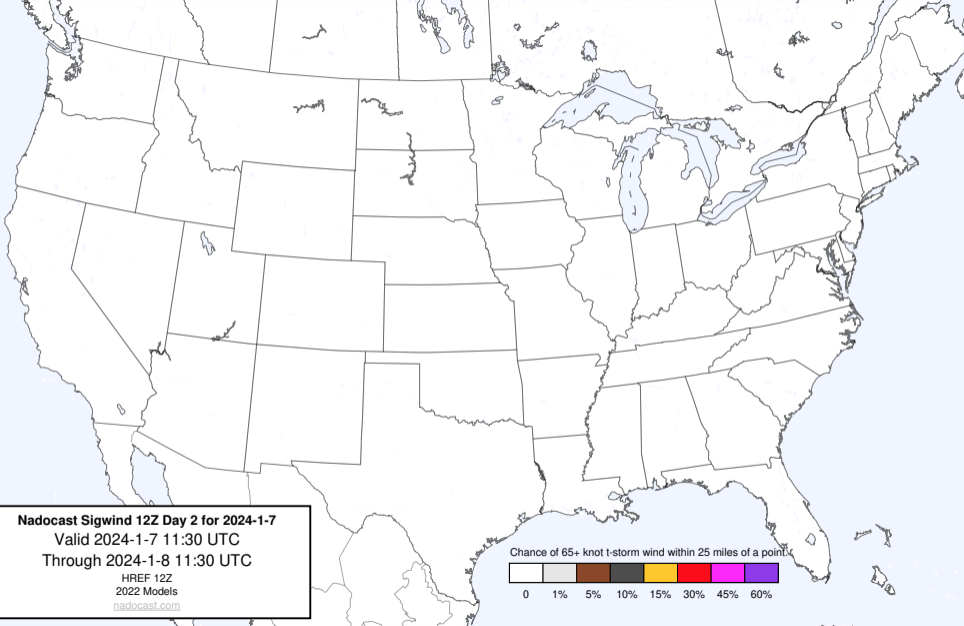 Nadocast Sigwind 12Z Day 2 for 2024-1-7
Valid 2024-1-7 11:30 UTC
Through 2024-1-8 11:30 UTC
HREF 12Z
2022 Models
nadocast.com
Chance of 65+ knot t-storm wind within 25 miles of a point.
0 1% 5% 10% 15% 30% 45% 60%